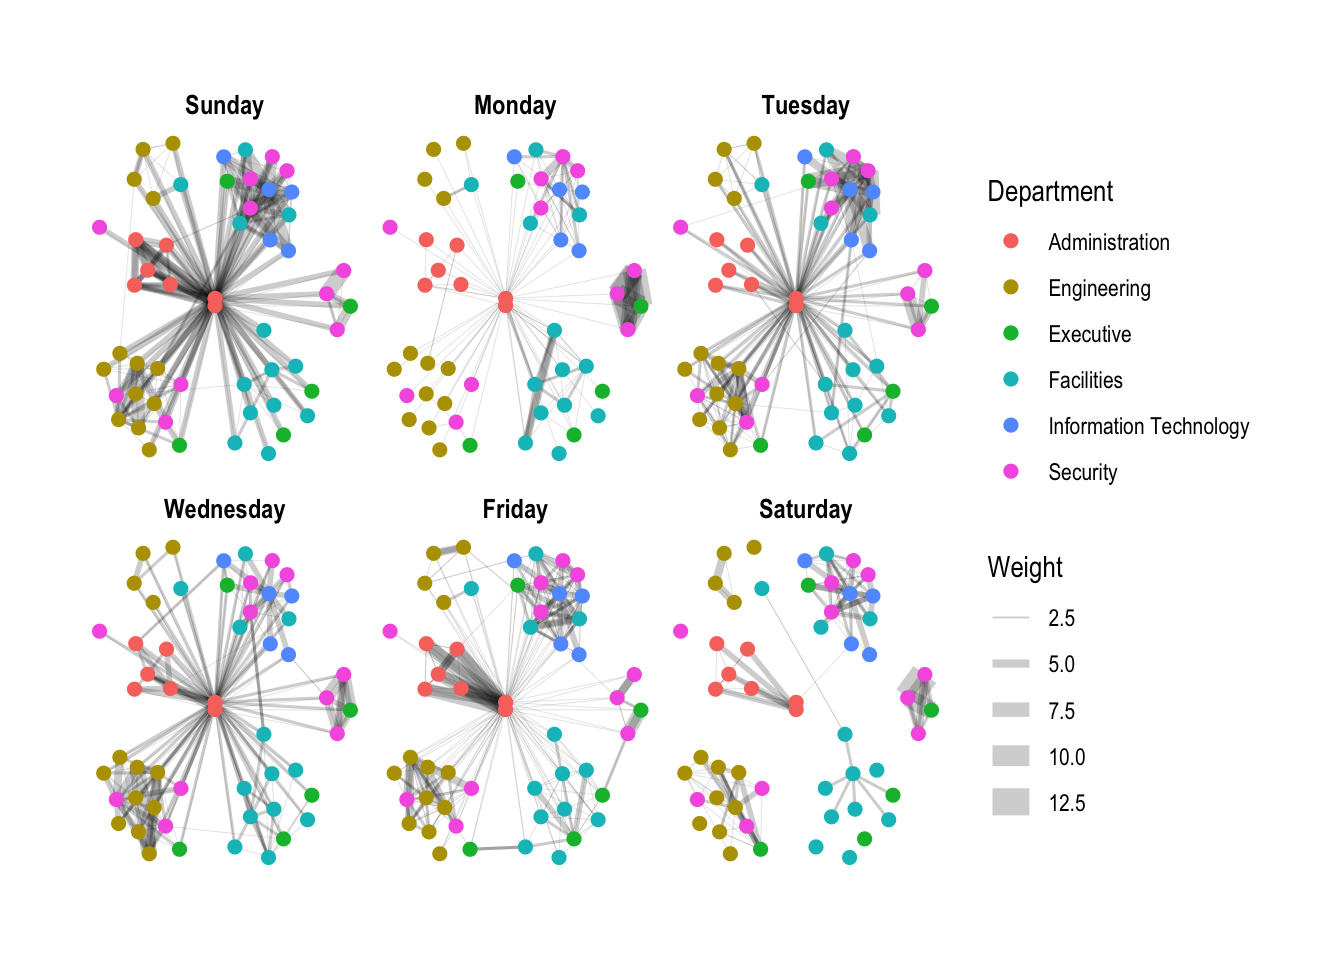 Sunday
Monday
Tuesday
Wednesday
Friday
Saturday
Department
Administration
Engineering
Executive
Facilities
Information Technology
Security
Weight
2.5
5.0
7.5
10.0
12.5